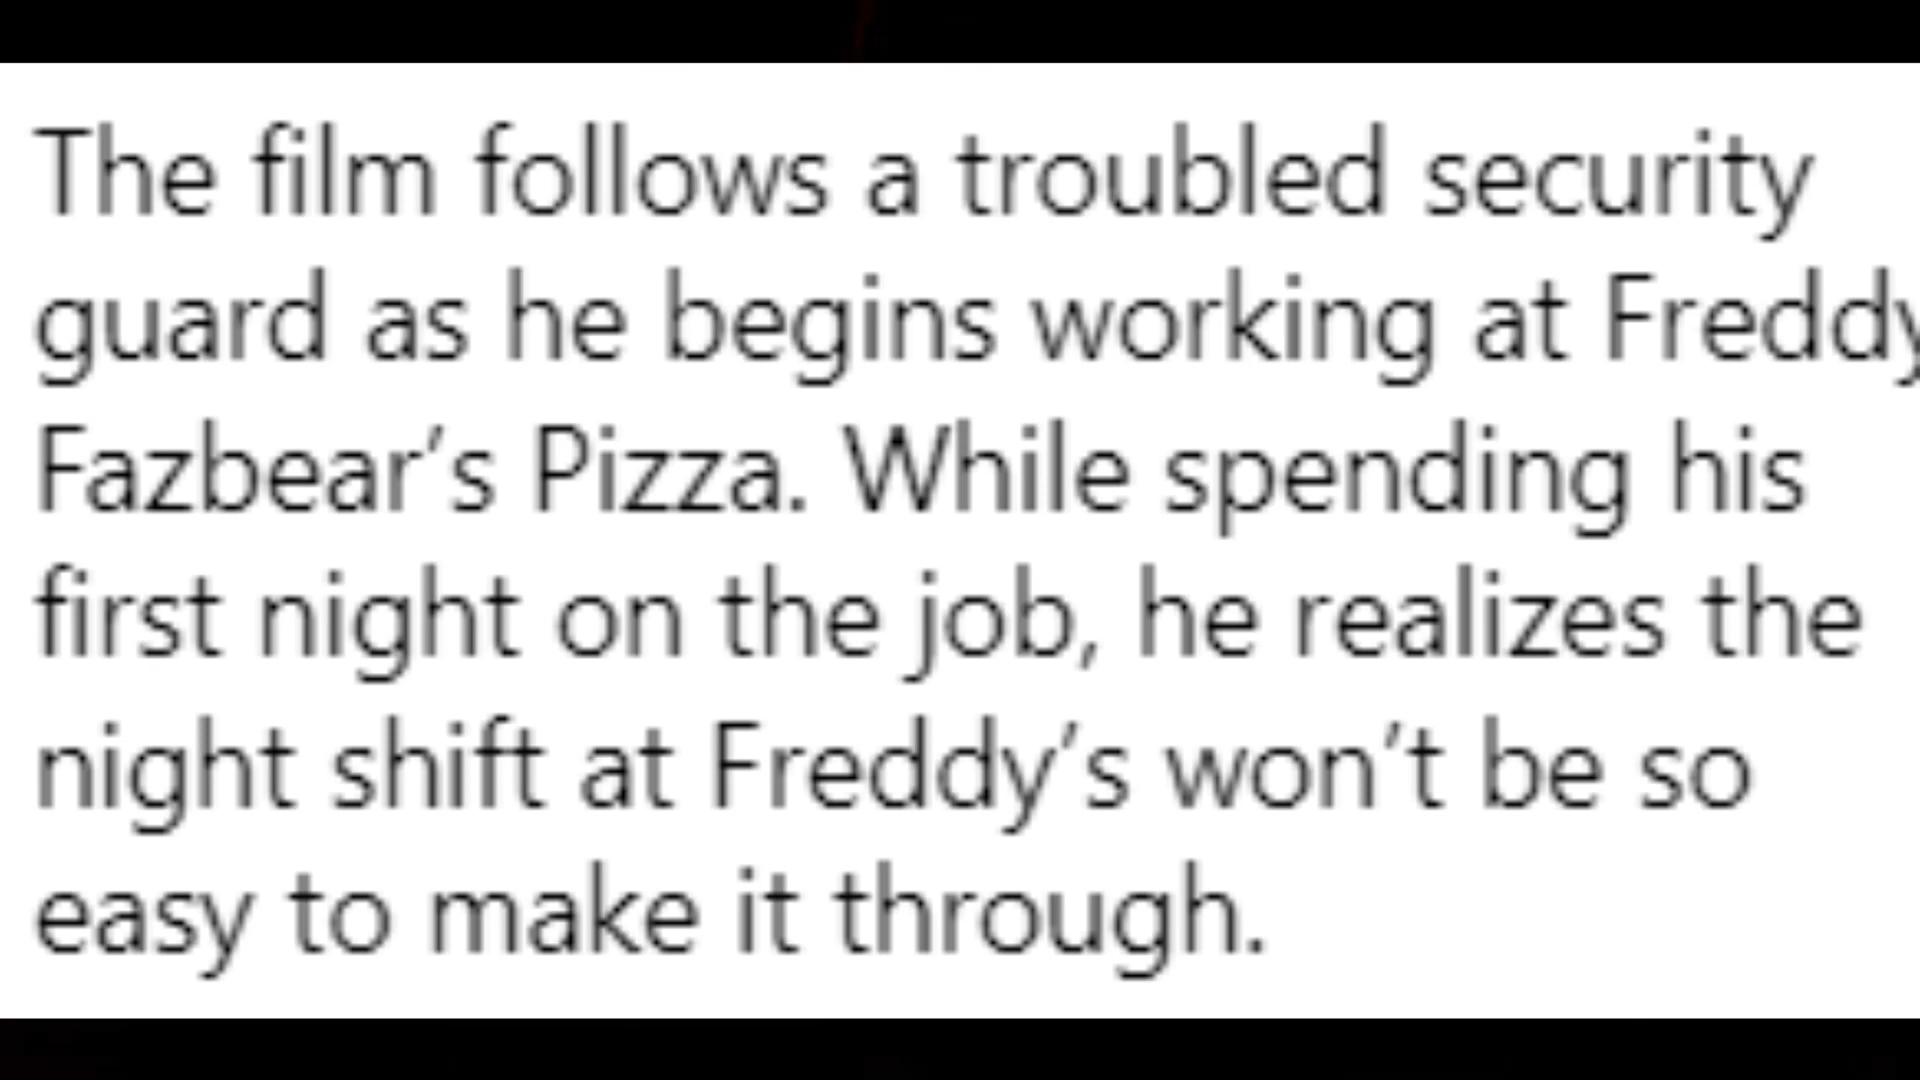 The film follows a troubled security
guard as he begins working at Freddy
Fazbear’s Pizza. While spending his
first night on the job, he realizes the
night shift at Freddy’s won’t be so
easy to make it through.